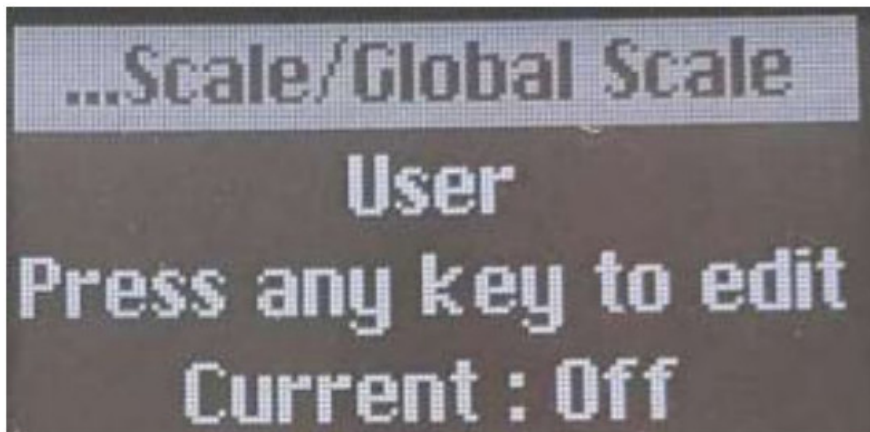 ...Scale/Global Scale
User
Press any key to edit
Current : Off